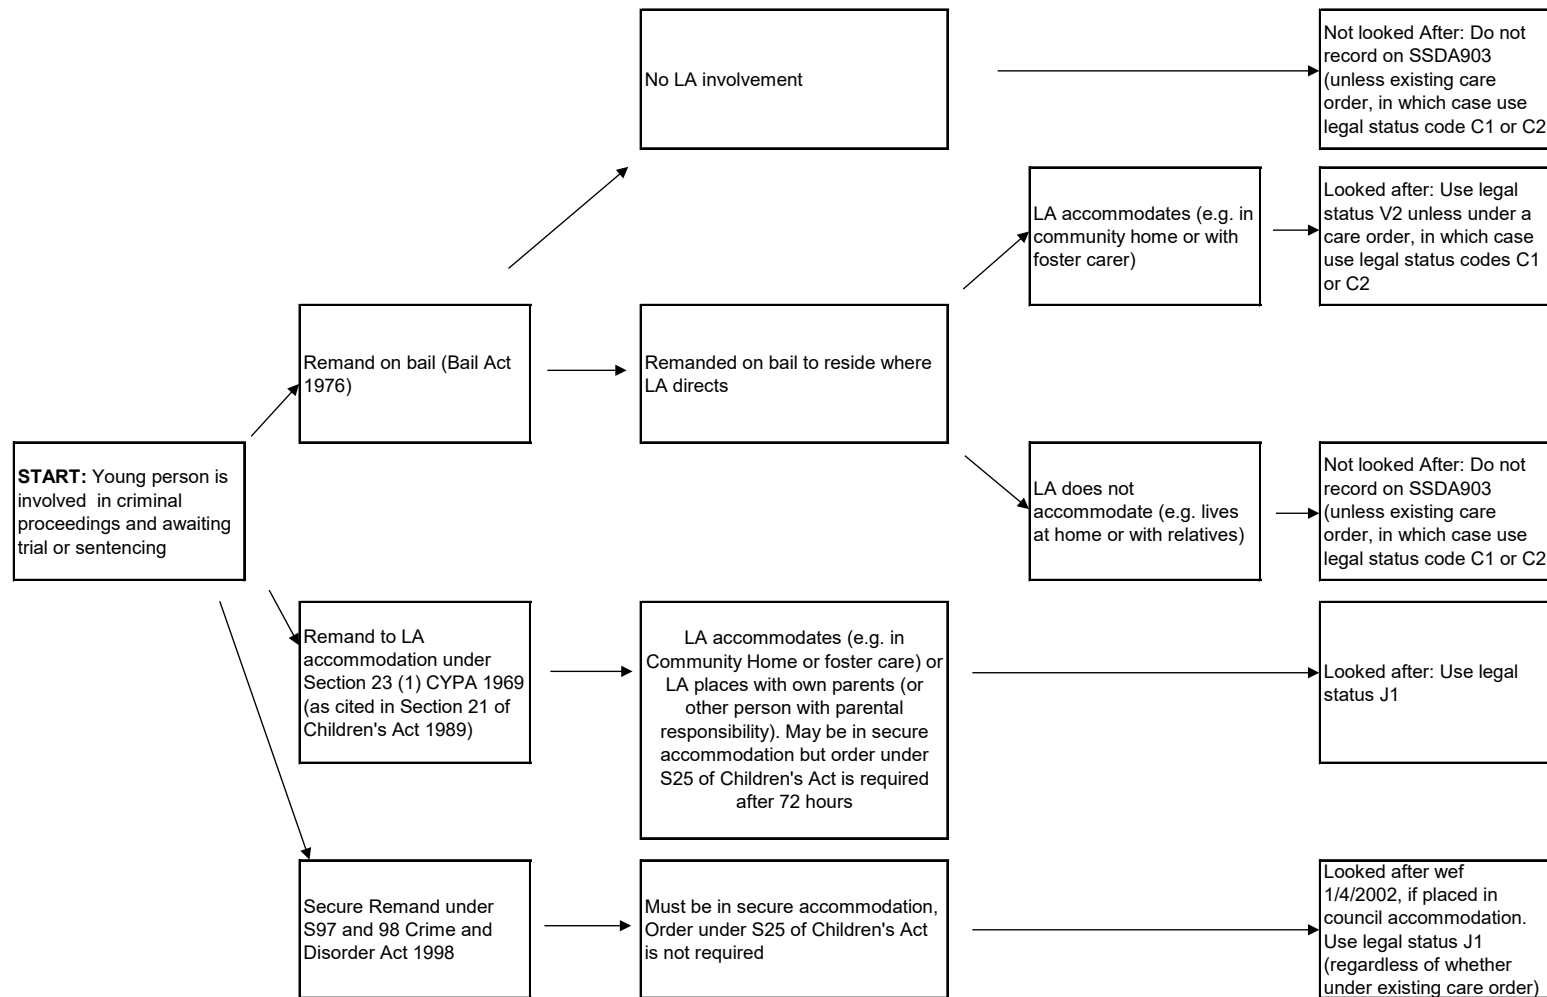 No LA involvement
Not looked After: Do not
record on SSDA903
(unless existing care
order, in which case use
legal status code C1 or C2
LA accommodates (e.g. in
community home or with
foster carer)
Looked after: Use legal
status V2 unless under a
care order, in which case
use legal status codes C1
or C2
Remand on bail (Bail Act
1976)
Remanded on bail to reside where
LA directs
START: Young person is
involved in criminal
proceedings and awaiting
trial or sentencing
LA does not
accommodate (e.g. lives
at home or with relatives)
Not looked After: Do not
record on SSDA903
(unless existing care
order, in which case use
legal status code C1 or C2
Remand to LA
accommodation under
Section 23 (1) CYPA 1969
(as cited in Section 21 of
Children's Act 1989)
LA accommodates (e.g. in
Community Home or foster care) or
LA places with own parents (or
other person with parental
responsibility). May be in secure
accommodation but order under
S25 of Children's Act is required
after 72 hours
Looked after: Use legal
status J1
Secure Remand under
S97 and 98 Crime and
Disorder Act 1998
Must be in secure accommodation,
Order under S25 of Children's Act
is not required
Looked after wef
1/4/2002, if placed in
council accommodation.
Use legal status J1
(regardless of whether
under existing care order)